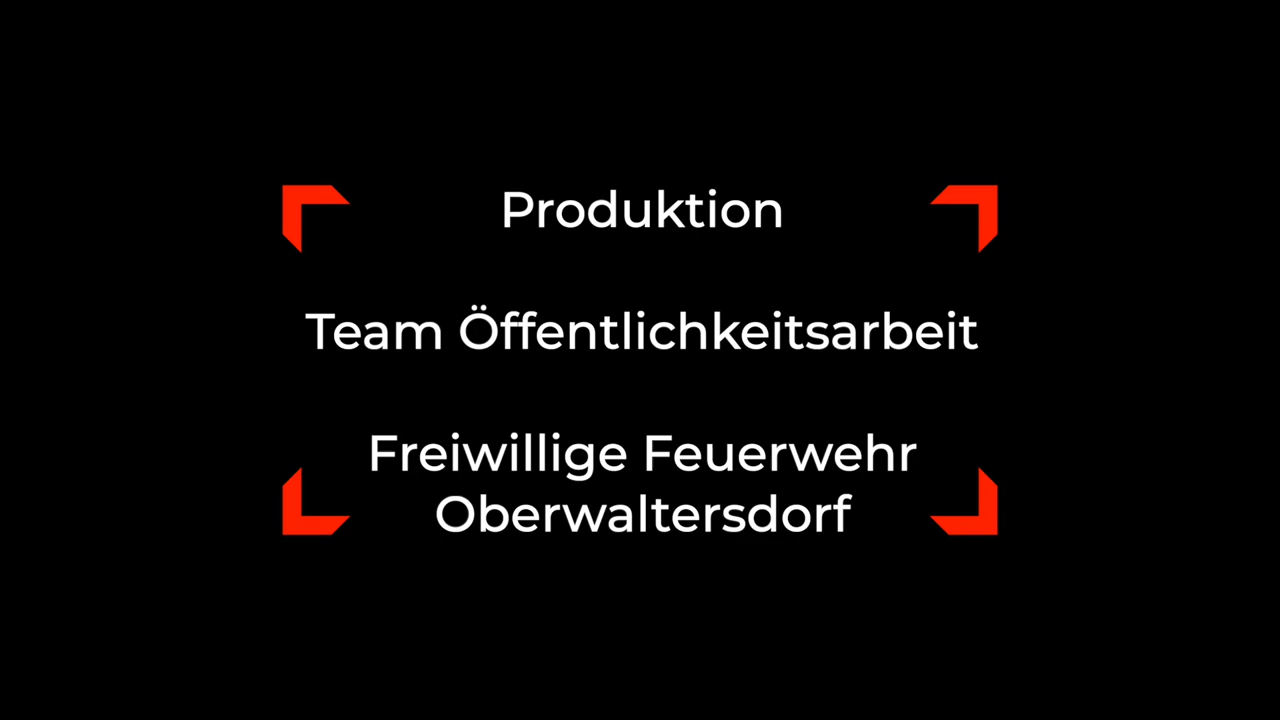 Produktion
Team Öffentlichkeitsarbeit
Freiwillige Feuerwehr
Oberwaltersdorf